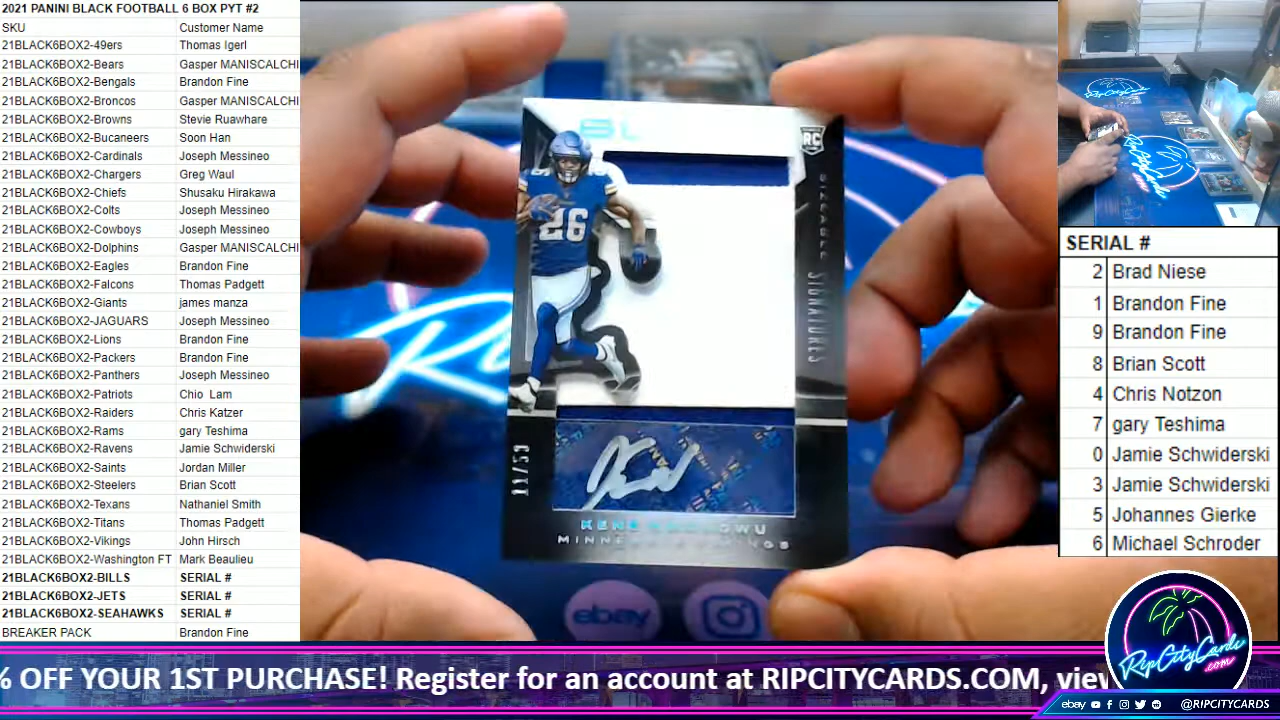 2021 PANINI BLACK FOOTBALL 6 BOX PYT #2
SKU Customer Name
21BLACK6BOX2-49ers Thomas Igerl
21BLACK6BOX2-Bears Gasper MANISCALCHI
21BLACK6BOX2-Bengals Brandon Fine
21BLACK6BOX2-Broncos Gasper MANISCALCHI
21BLACK6BOX2-Browns Stevie Ruawhare
21BLACK6BOX2-Bucaneers Soon Han
21BLACK6BOX2-Cardinals Joseph Messineo
21BLACK6BOX2-Chargers Greg Waul
21BLACK6BOX2-Chiefs Shusaku Hirakawa
21BLACK6BOX2-Colts Joseph Messineo
21BLACK6BOX2-Cowboys Joseph Messineo
21BLACK6BOX2-Dolphins Gasper MANISCALCHI
21BLACK6BOX2-Eagles Brandon Fine
21BLACK6BOX2-Falcons Thomas Padgett
21BLACK6BOX2-Giants james manza
21BLACK6BOX2-JAGUARS Joseph Messineo
21BLACK6BOX2-Lions Brandon Fine
21BLACK6BOX2-Packers Brandon Fine
21BLACK6BOX2-Panthers Joseph Messineo
21BLACK6BOX2-Patriots Chio Lam
21BLACK6BOX2-Raiders Chris Katzer
21BLACK6BOX2-Rams gary Teshima
21BLACK6BOX2-Ravens Jamie Schwiderski
21BLACK6BOX2-Saints Jordan Miller
21BLACK6BOX2-Steelers Brian Scott
21BLACK6BOX2-Texans Nathaniel Smith
21BLACK6BOX2-Titans Thomas Padgett
21BLACK6BOX2-Vikings John Hirsch
21BLACK6BOX2-Washington FT Mark Beaulieu
21BLACK6BOX2-BILLS SERIAL #
21BLACK6BOX2-JETS SERIAL #
21BLACK6BOX2-SEAHAWKS SERIAL #
BREAKER PACK Brandon Fine
RC
26
SIZEABLE SIGNATURES
11/59
KENE
ebay
SERIAL #
2 Brad Niese
1 Brandon Fine
9 Brandon Fine
8 Brian Scott
4 Chris Notzon
7 gary Teshima
0 Jamie Schwiderski
3 Jamie Schwiderski
5 Johannes Gierke
6 Michael Schroder
RipCityCards
.com
% OFF YOUR 1ST PURCHASE! Register for an account at RIPCITYCARDS.COM, view
ebay @RIPCITYCARDS